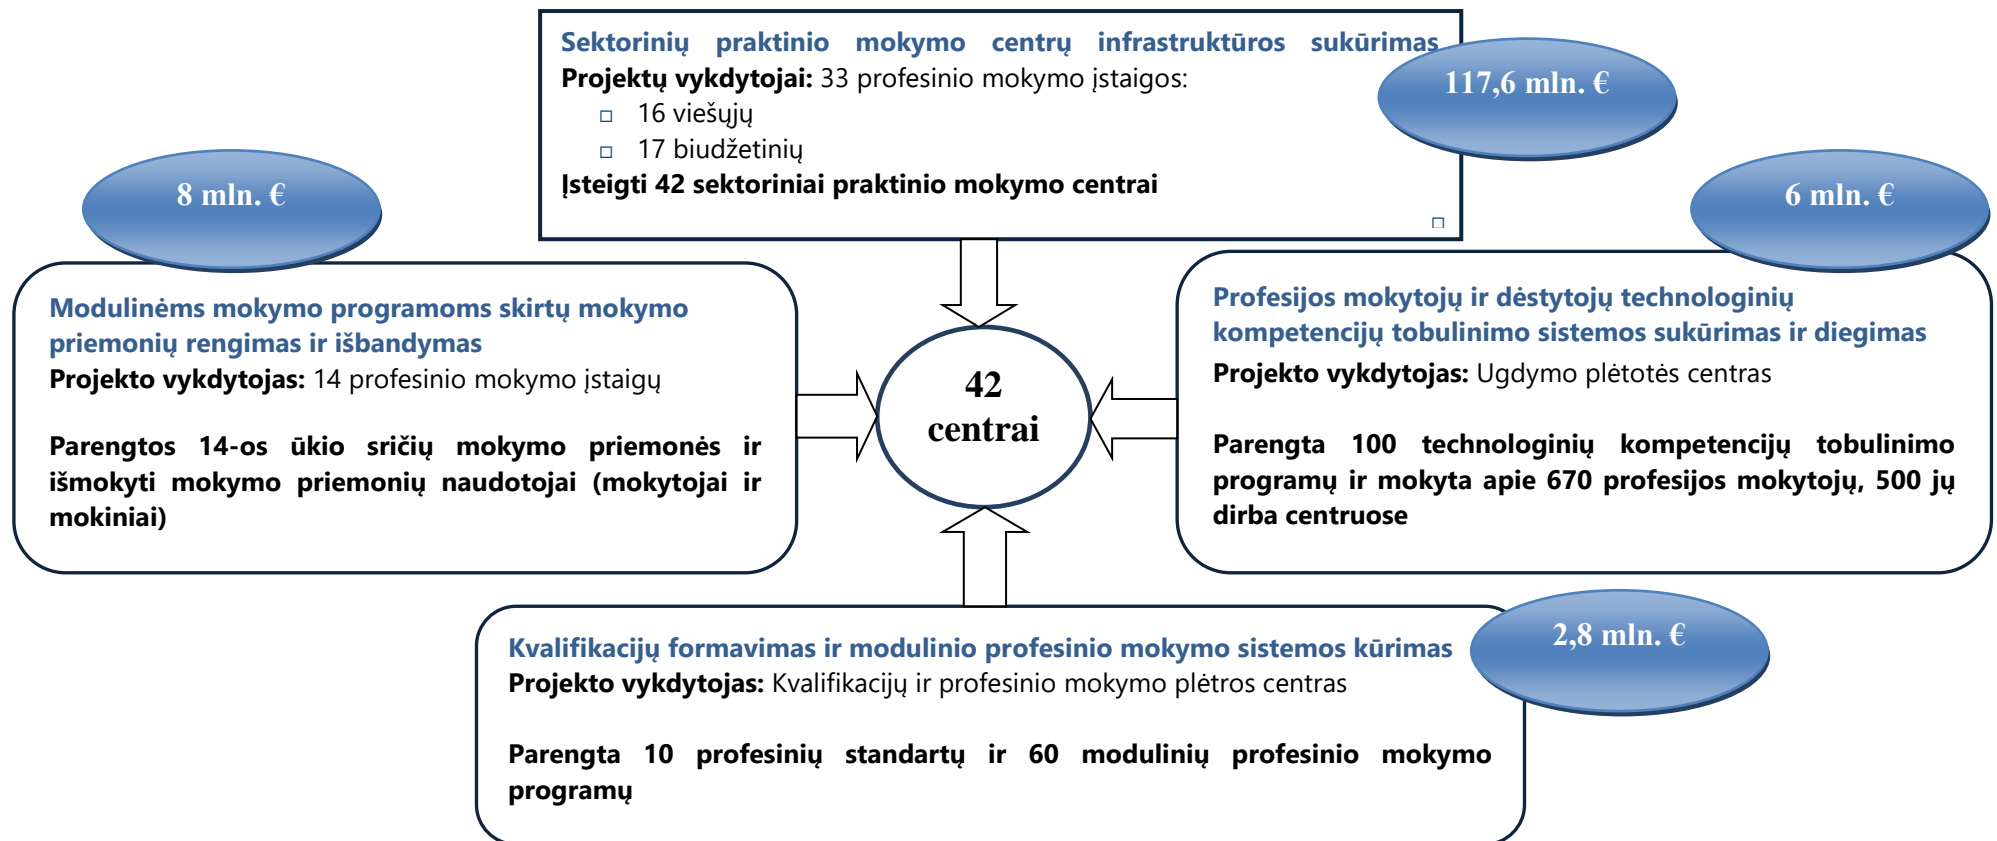 Sektorinių praktinio mokymo centrų infrastruktūros sukūrimas
Projektų vykdytojai: 33 profesinio mokymo įstaigos:
16 viešųjų
17 biudžetinių
Įsteigti 42 sektoriniai praktinio mokymo centrai
117,6 mln. €
8 mln. €
Modulinėms mokymo programoms skirtų mokymo
priemonių rengimas ir išbandymas
Projekto vykdytojas: 14 profesinio mokymo įstaigų
Parengtos 14-os ūkio sričių mokymo priemonės ir
išmokyti mokymo priemonių naudotojai (mokytojai ir
mokiniai)
42
centrai
6 mln. €
Profesijos mokytojų ir dėstytojų technologinių
kompetencijų tobulinimo sistemos sukūrimas ir diegimas
Projekto vykdytojas: Ugdymo plėtotės centras
Parengta 100 technologinių kompetencijų tobulinimo
programų ir mokyta apie 670 profesijos mokytojų, 500 jų
dirba centruose
2,8 mln. €
Kvalifikacijų formavimas ir modulinio profesinio mokymo sistemos kūrimas
Projekto vykdytojas: Kvalifikacijų ir profesinio mokymo plėtros centras
Parengta 10 profesinių standartų ir 60 modulinių profesinio mokymo
programų